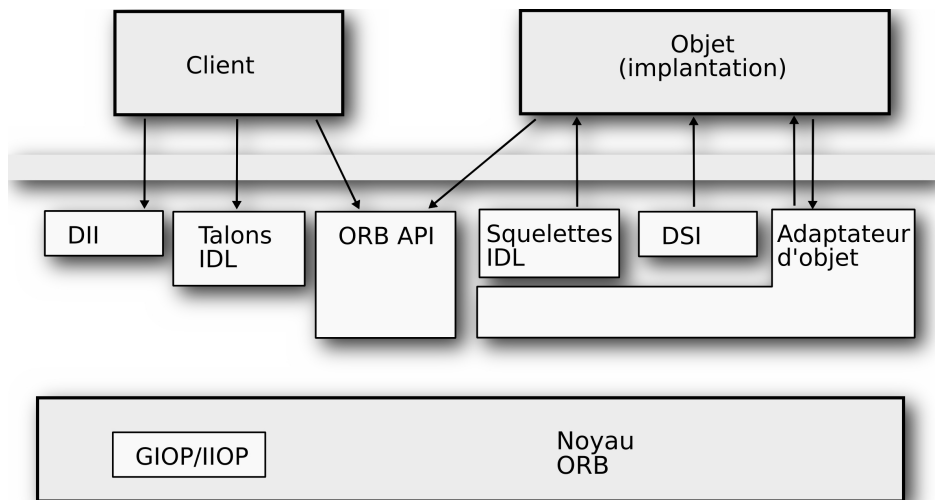 Client
Objet
(implantation)
DII
Talons
IDL
ORB API
Squelettes
IDL
DSI
Adaptateur
d'objet
GIOP/IIOP
Noyau
ORB